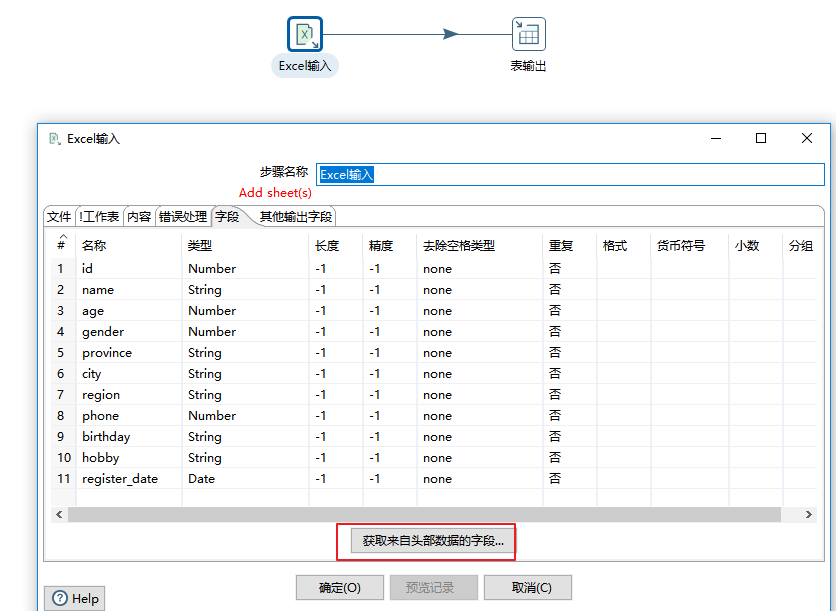 Excel输入
表输出
Excel输入
步骤名称 Excel输入
Add sheet(s)
文件 !工作表 内容 错误处理 字段 其他输出字段
# 名称 类型 长度 精度 去除空格类型 重复 格式 货币符号 小数 分组
1 id Number -1 -1 none 否
2 name String -1 -1 none 否
3 age Number -1 -1 none 否
4 gender Number -1 -1 none 否
5 province String -1 -1 none 否
6 city String -1 -1 none 否
7 region String -1 -1 none 否
8 phone Number -1 -1 none 否
9 birthday String -1 -1 none 否
10 hobby String -1 -1 none 否
11 register_date Date -1 -1 none 否
获取来自头部数据的字段...
确定(O) 预览记录 取消(C)
Help